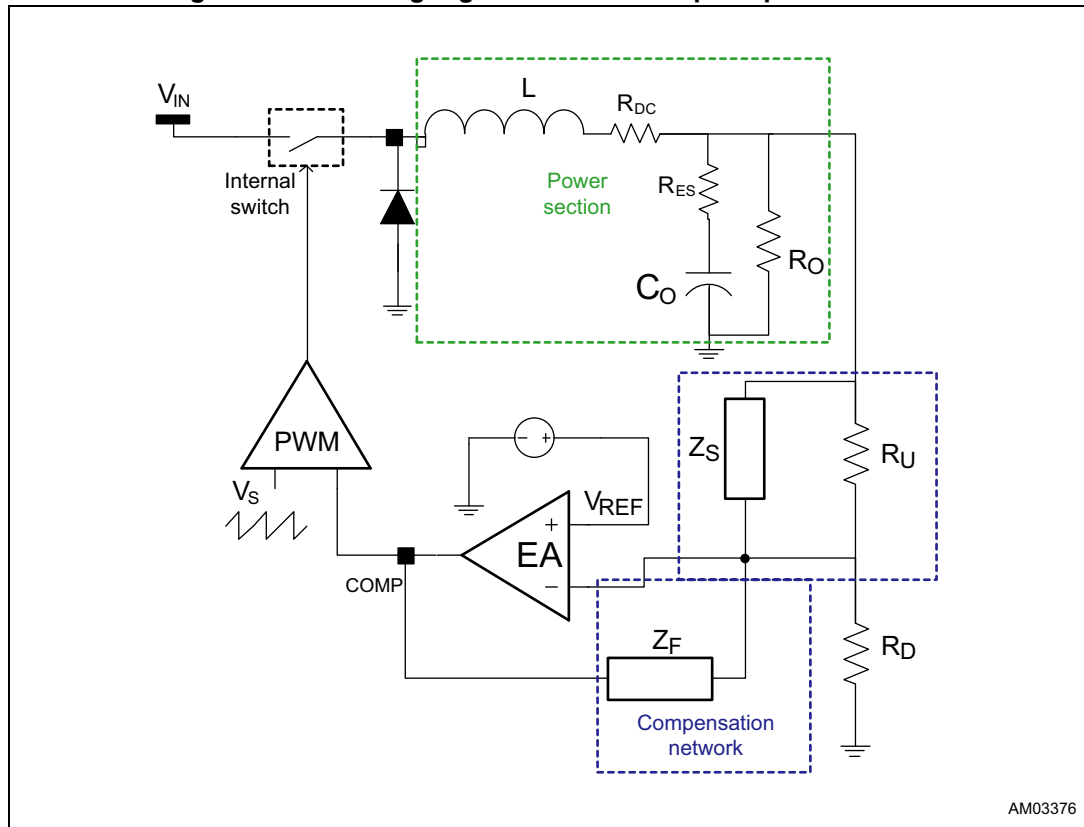 VIN
L
RDC
Internal
switch
Power
section
RES
RO
CO
PWM
VS
- +
VREF
ZS
RU
+
EA
−
COMP
ZF
RD
Compensation
network
AM03376